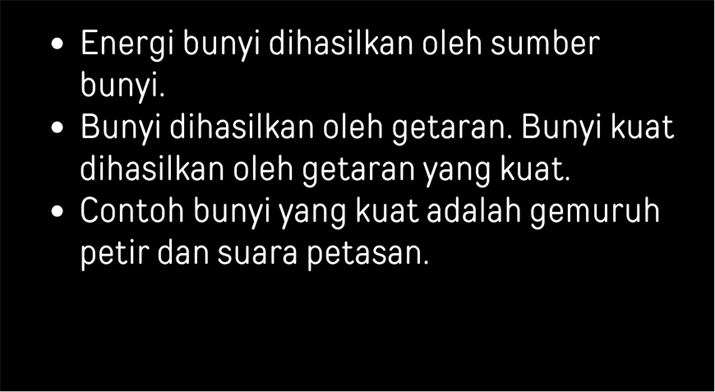 • Energi bunyi dihasilkan oleh sumber
bunyi.
• Bunyi dihasilkan oleh getaran. Bunyi kuat
dihasilkan oleh getaran yang kuat.
• Contoh bunyi yang kuat adalah gemuruh
petir dan suara petasan.